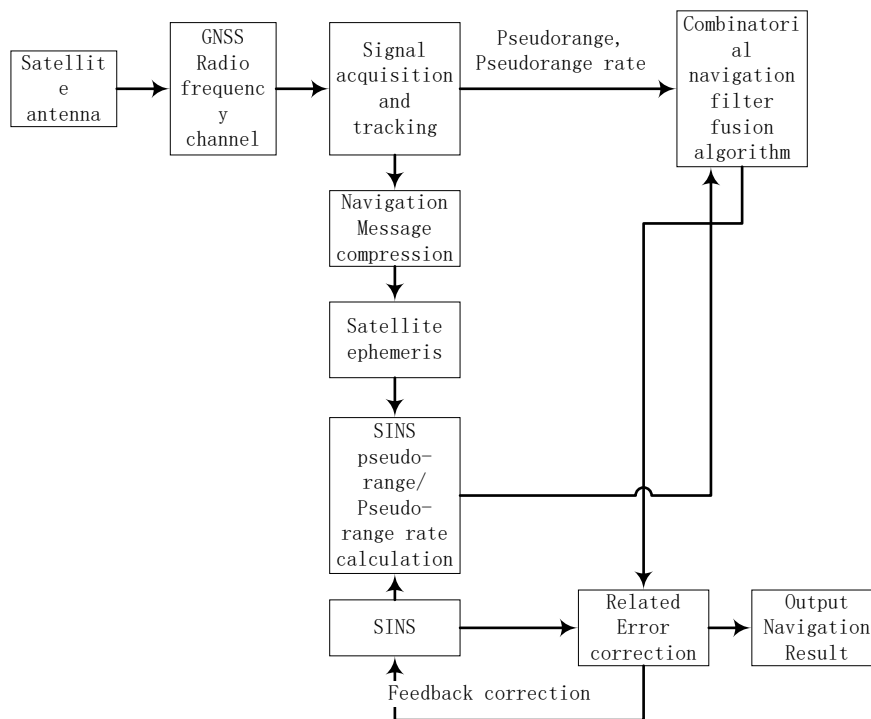 Satellit
e
antenna
GNSS
Radio
frequenc
y
channel
Signal
acquisition
and
tracking
Pseudorange,
Pseudorange rate
Combinatori
al
navigation
filter
fusion
algorithm
Navigation
Message
compression
Satellite
ephemeris
SINS
pseudo-
range/
Pseudo-
range rate
calculation
SINS
Related
Error
correction
Output
Navigation
Result
Feedback correction